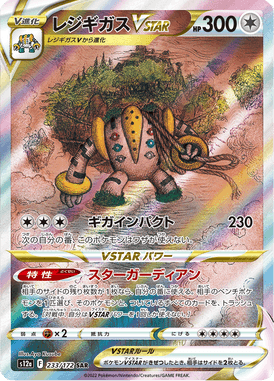 V進化
レジギガスVSTAR
HP 300
レジギガスVから進化
ギガインパクト 230
次の自分の番、このポケモンはワザが使えない。
VSTARパワー
特性 スターガーディアン
相手のサイドの残り枚数が1枚なら、自分の番に使える。相手のベンチポケ
モンを1匹選び、そのポケモンと、ついているすべてのカードを、トラッシュ
する。
弱点 ×2 抵抗力 にげる
VSTARルール
ポケモンVSTARがきぜつしたとき、相手はサイドを2枚とる。
s12a F 233/172 SAR
©2022 Pokémon/Nintendo/Creatures/GAME FREAK.